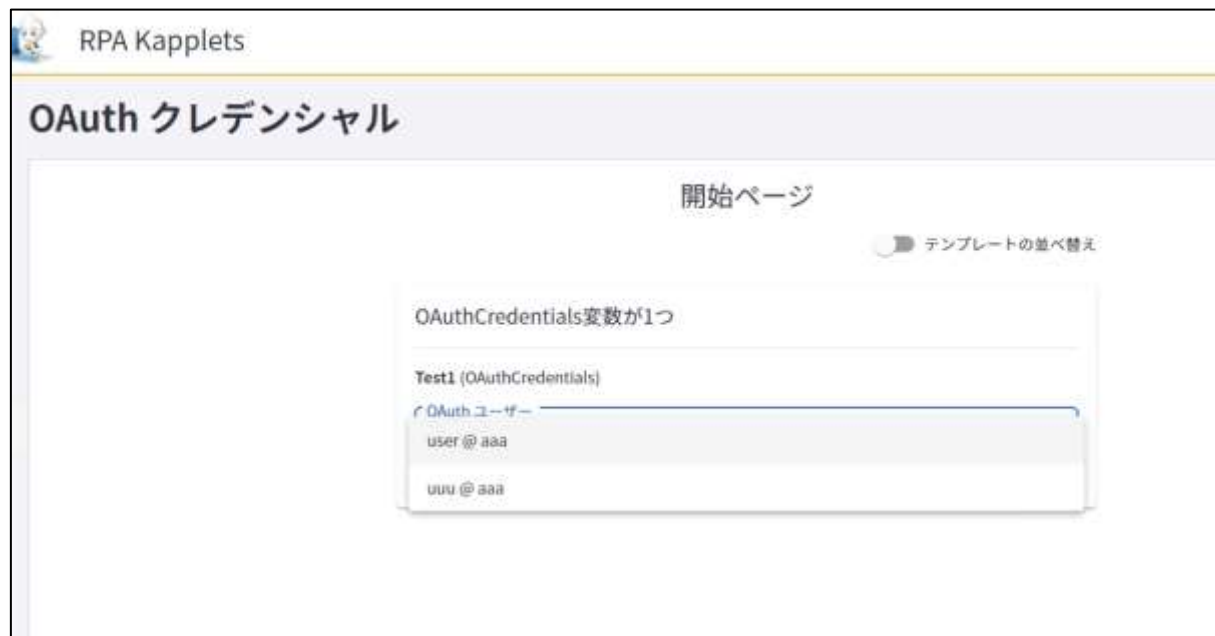 RPA Kapplets
OAuth クレデンシャル
開始ページ
テンプレートの並べ替え
OAuthCredentials変数が1つ
Test1 (OAuthCredentials)
OAuth ユーザー
user @ aaa
uuu @ aaa